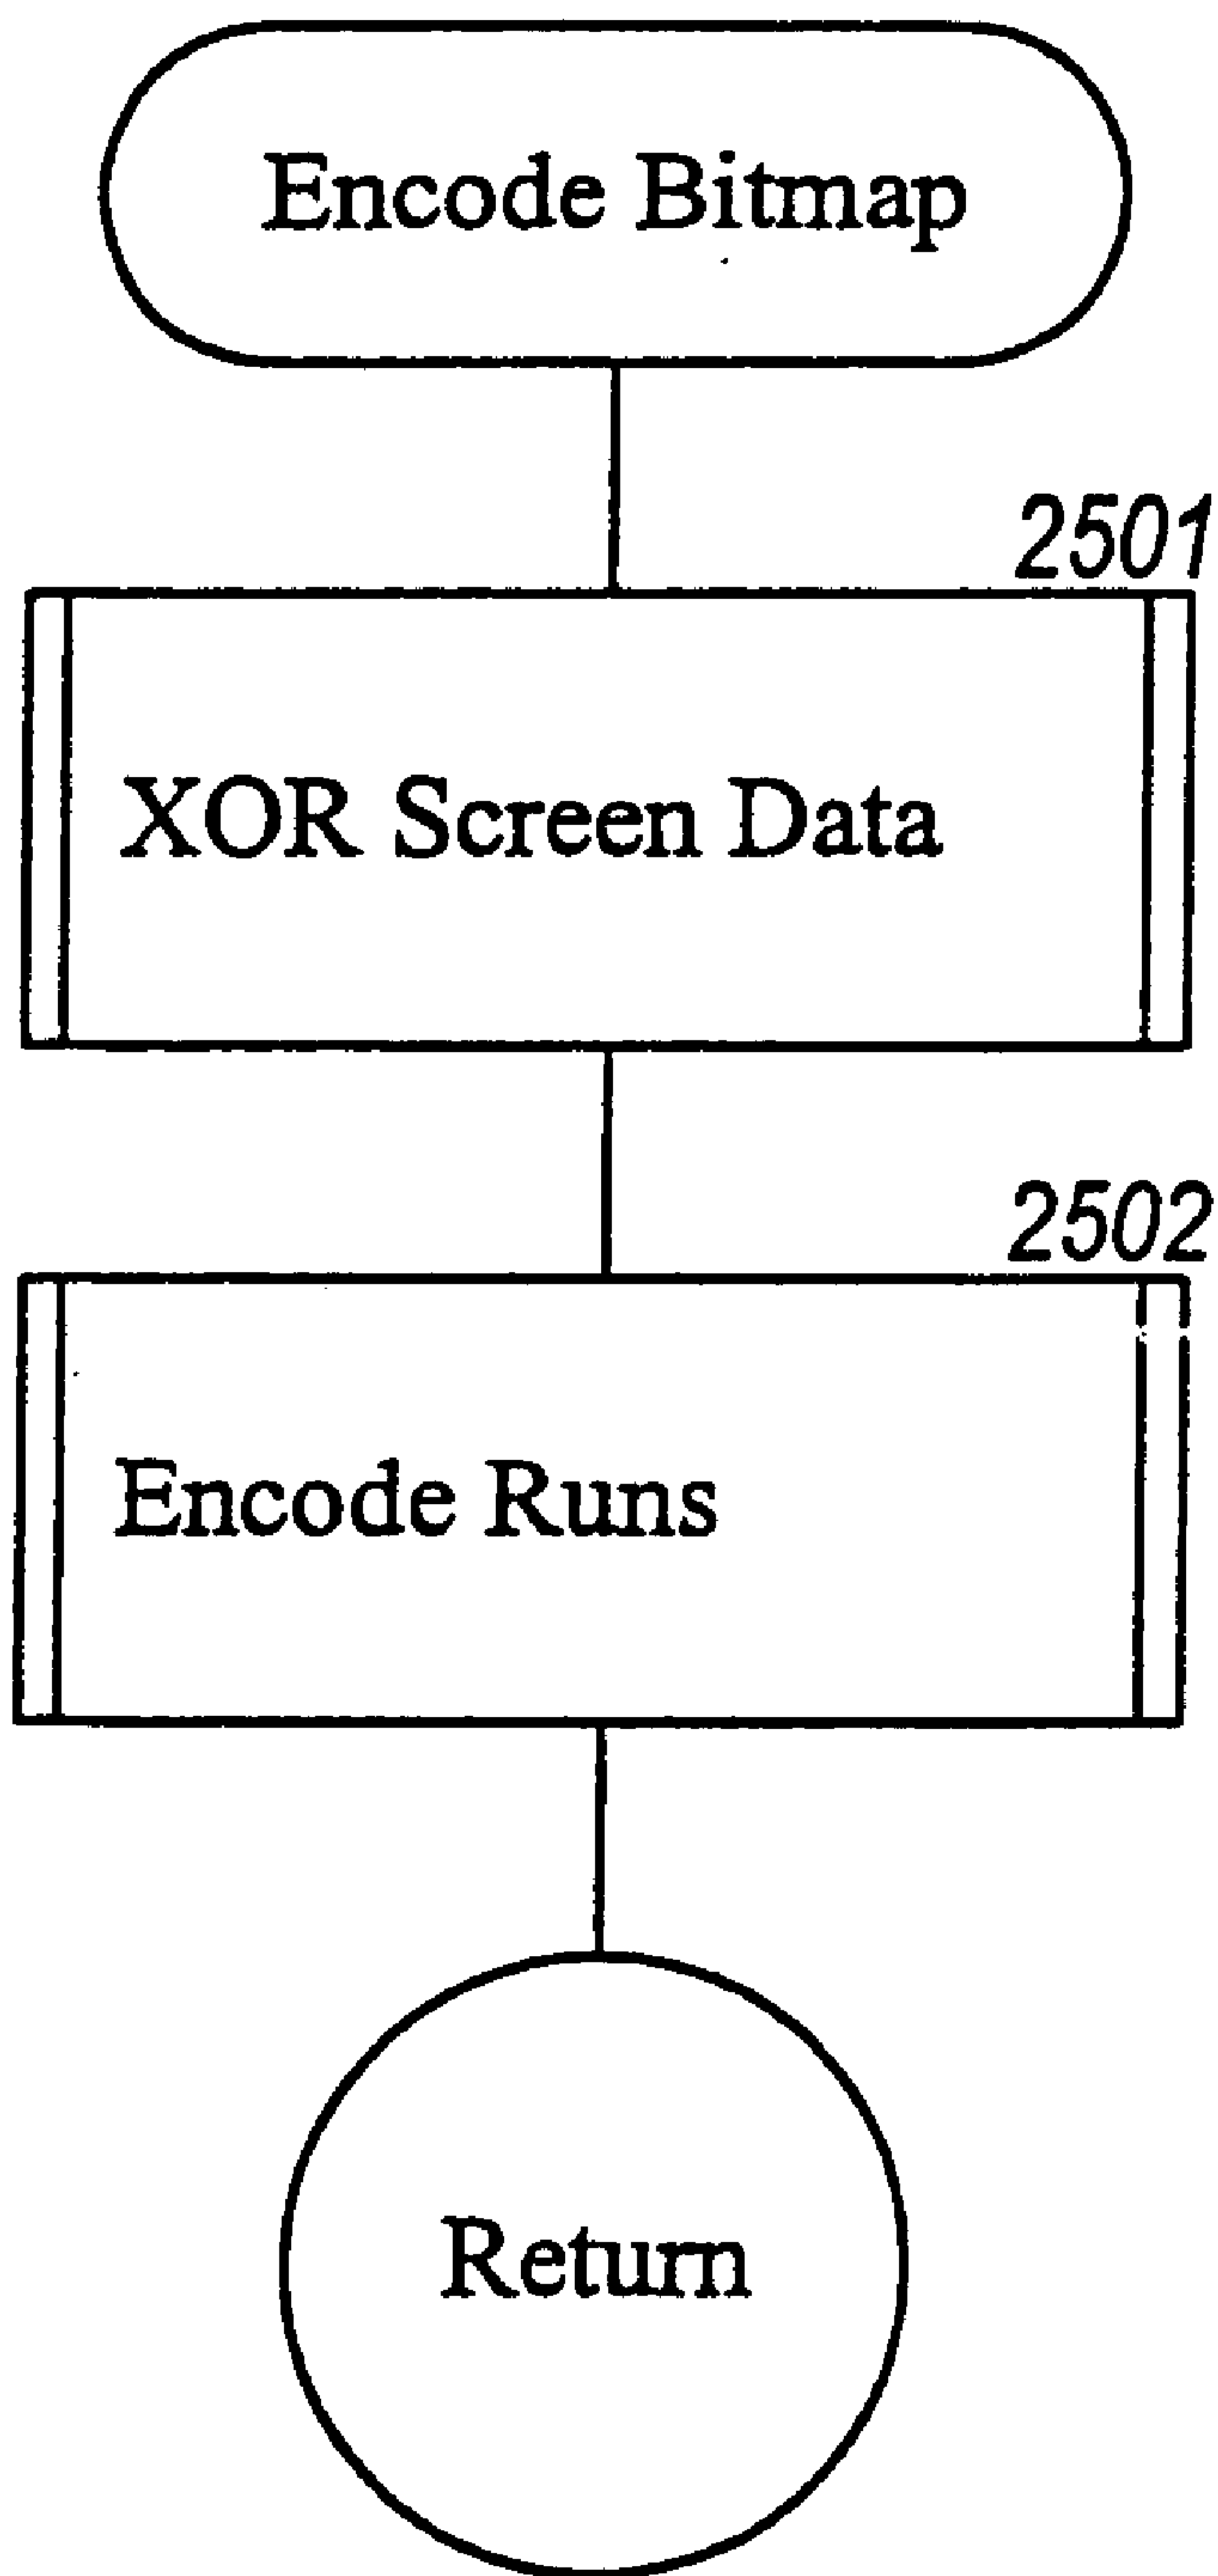 Encode Bitmap
2501
XOR Screen Data
2502
Encode Runs
Return